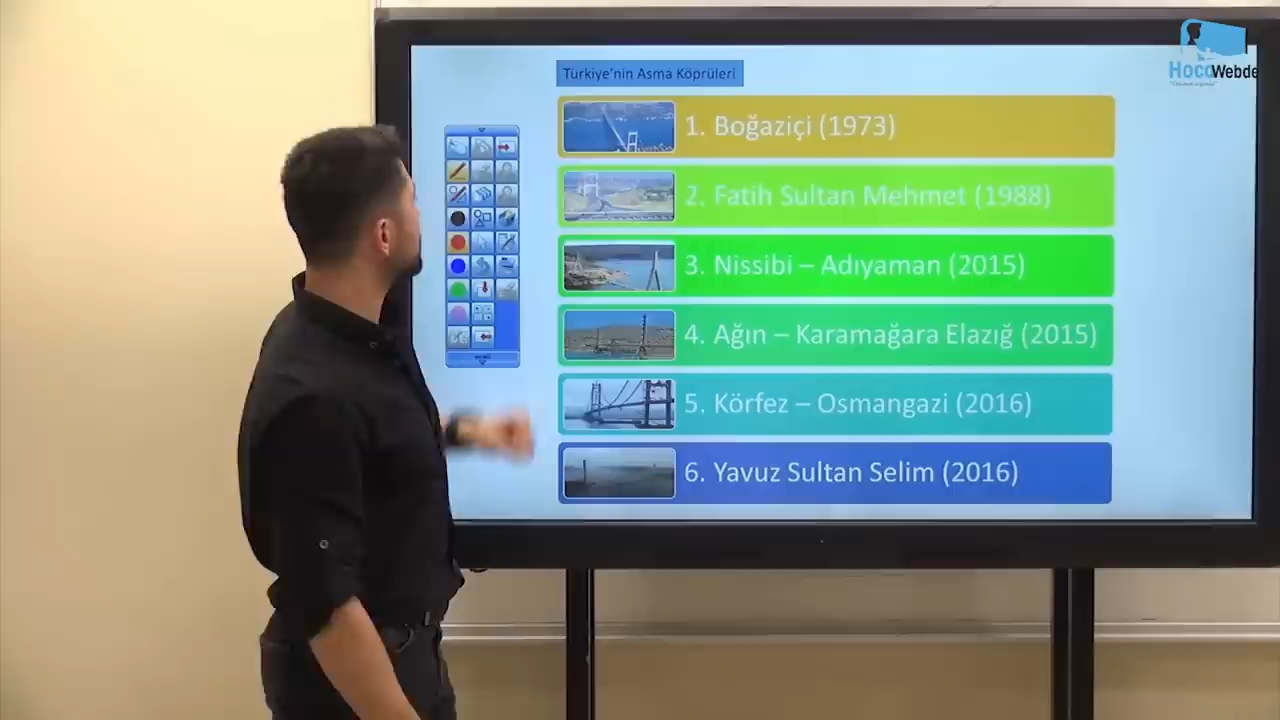 HocaWebde
Türkiye'nin Asma Köprüleri
1. Boğaziçi (1973)
2. Fatih Sultan Mehmet (1988)
3. Nissibi – Adıyaman (2015)
4. Ağın – Karamağara Elazığ (2015)
5. Körfez – Osmangazi (2016)
6. Yavuz Sultan Selim (2016)